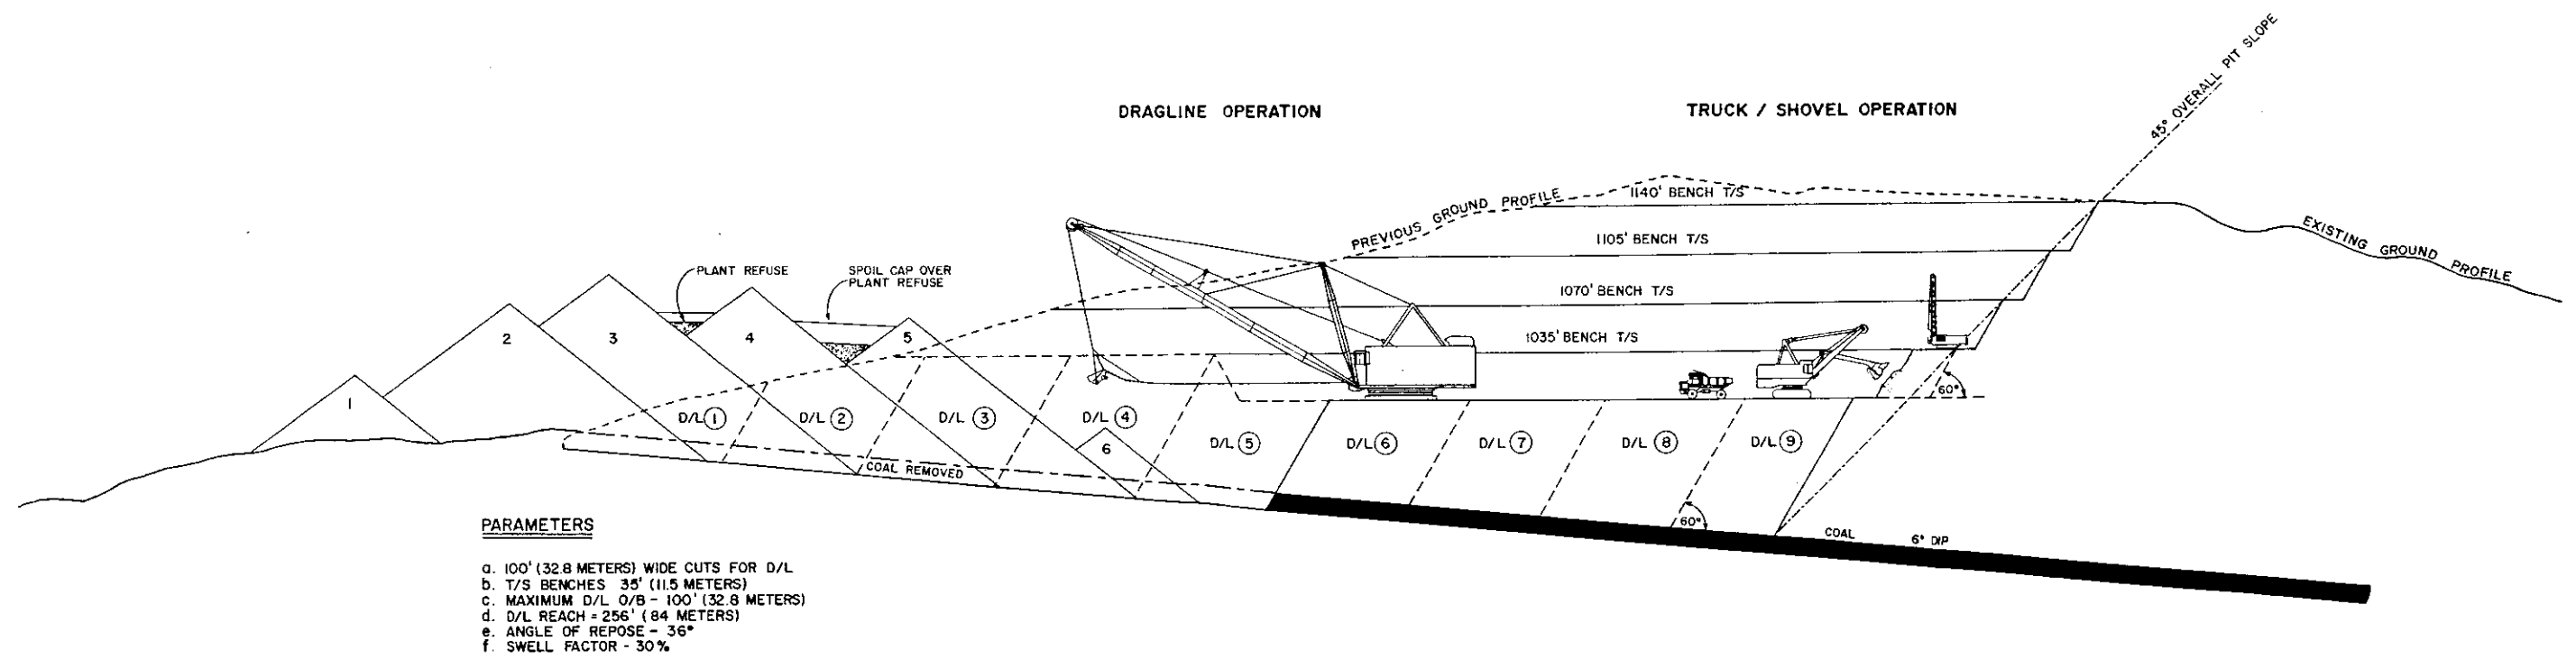 45° OVERALL PIT SLOPE
DRAGLINE OPERATION
TRUCK / SHOVEL OPERATION
PREVIOUS GROUND PROFILE
1140' BENCH T/S
EXISTING GROUND PROFILE
1105' BENCH T/S
PLANT REFUSE
SPOIL CAP OVER
PLANT REFUSE
1070' BENCH T/S
1035' BENCH T/S
1
2
3
4
5
6
60°
D/L 1
D/L 2
D/L 3
D/L 4
D/L 5
D/L 6
D/L 7
D/L 8
D/L 9
COAL REMOVED
60°
COAL
6° DIP
PARAMETERS
a. 100' (32.8 METERS) WIDE CUTS FOR D/L
b. T/S BENCHES 35' (11.5 METERS)
c. MAXIMUM D/L O/B - 100' (32.8 METERS)
d. D/L REACH = 256' (84 METERS)
e. ANGLE OF REPOSE - 36°
f. SWELL FACTOR - 30%